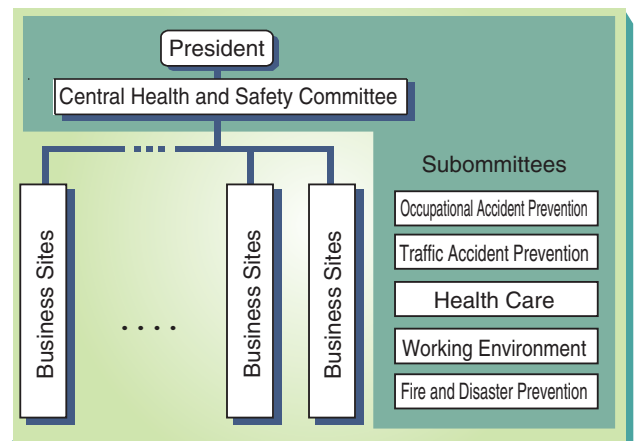 President
Central Health and Safety Committee
Business Sites
. . . .
Business Sites
Business Sites
Subommittees
Occupational Accident Prevention
Traffic Accident Prevention
Health Care
Working Environment
Fire and Disaster Prevention